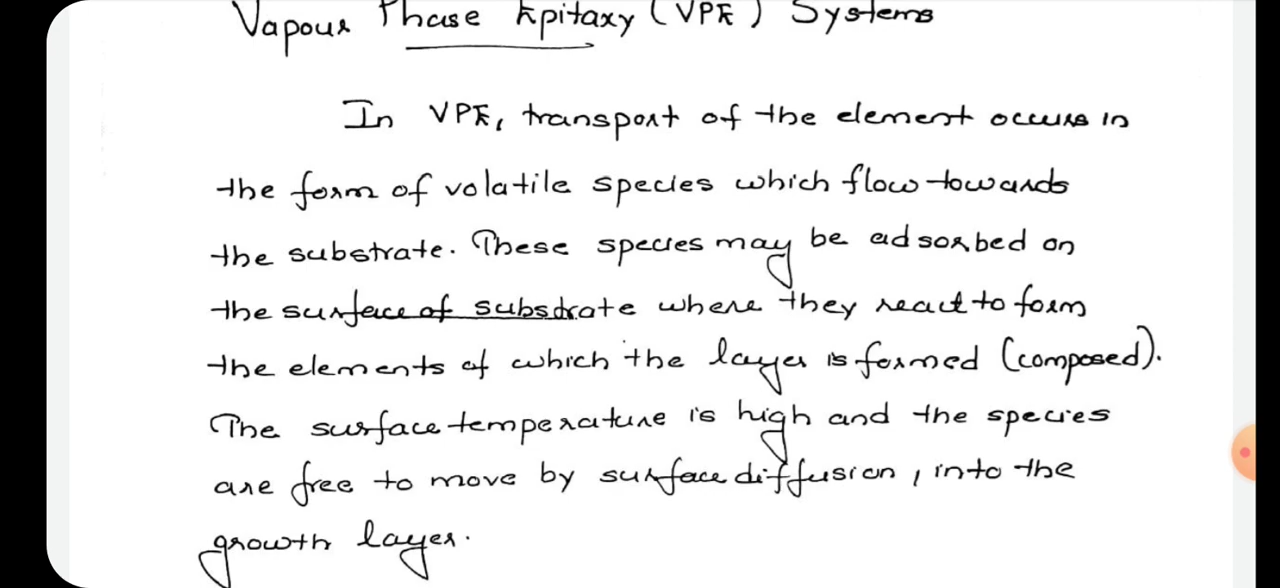 Vapour Phase Epitaxy (VPE) Systems
In VPE, transport of the element occurs in
the form of volatile species which flow towards
the substrate. These species may be adsorbed on
the surface of substrate where they react to form
the elements of which the layer is formed (composed).
The surface temperature is high and the species
are free to move by surface diffusion, into the
growth layer.